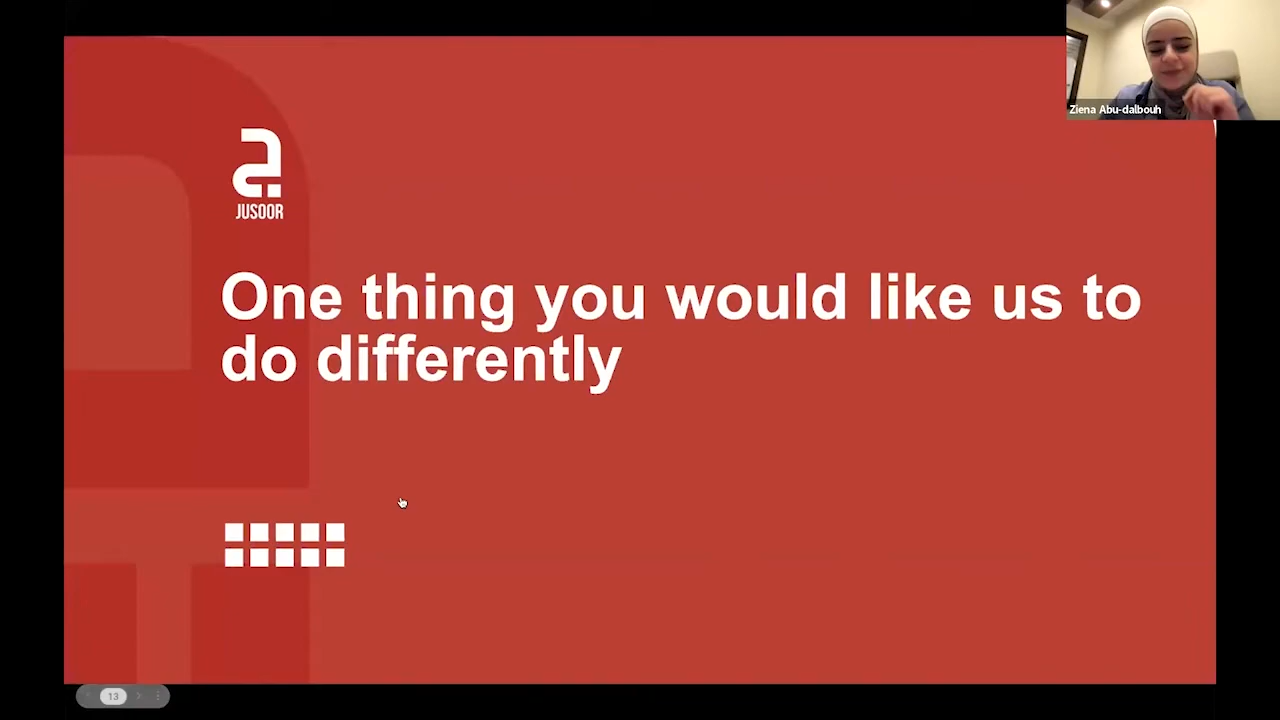 Ziena Abu-dalbouh
JUSOOR
One thing you would like us to
do differently
13